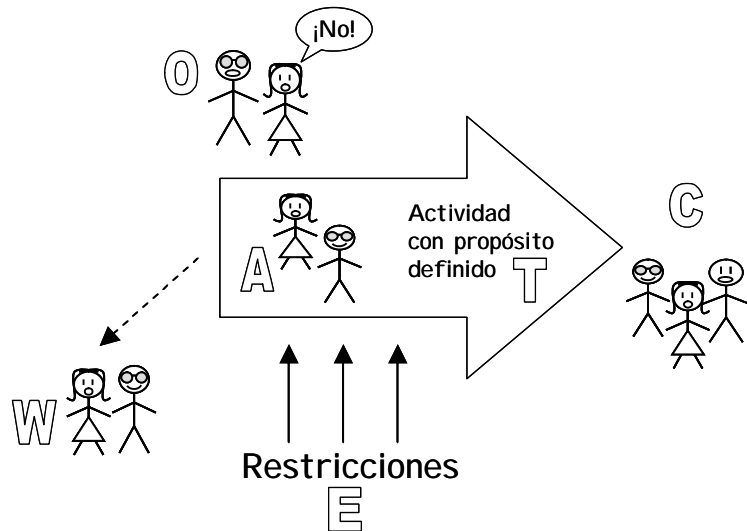 ¡No!
O
C
Actividad
con propósito
definido
T
A
W
Restricciones
E